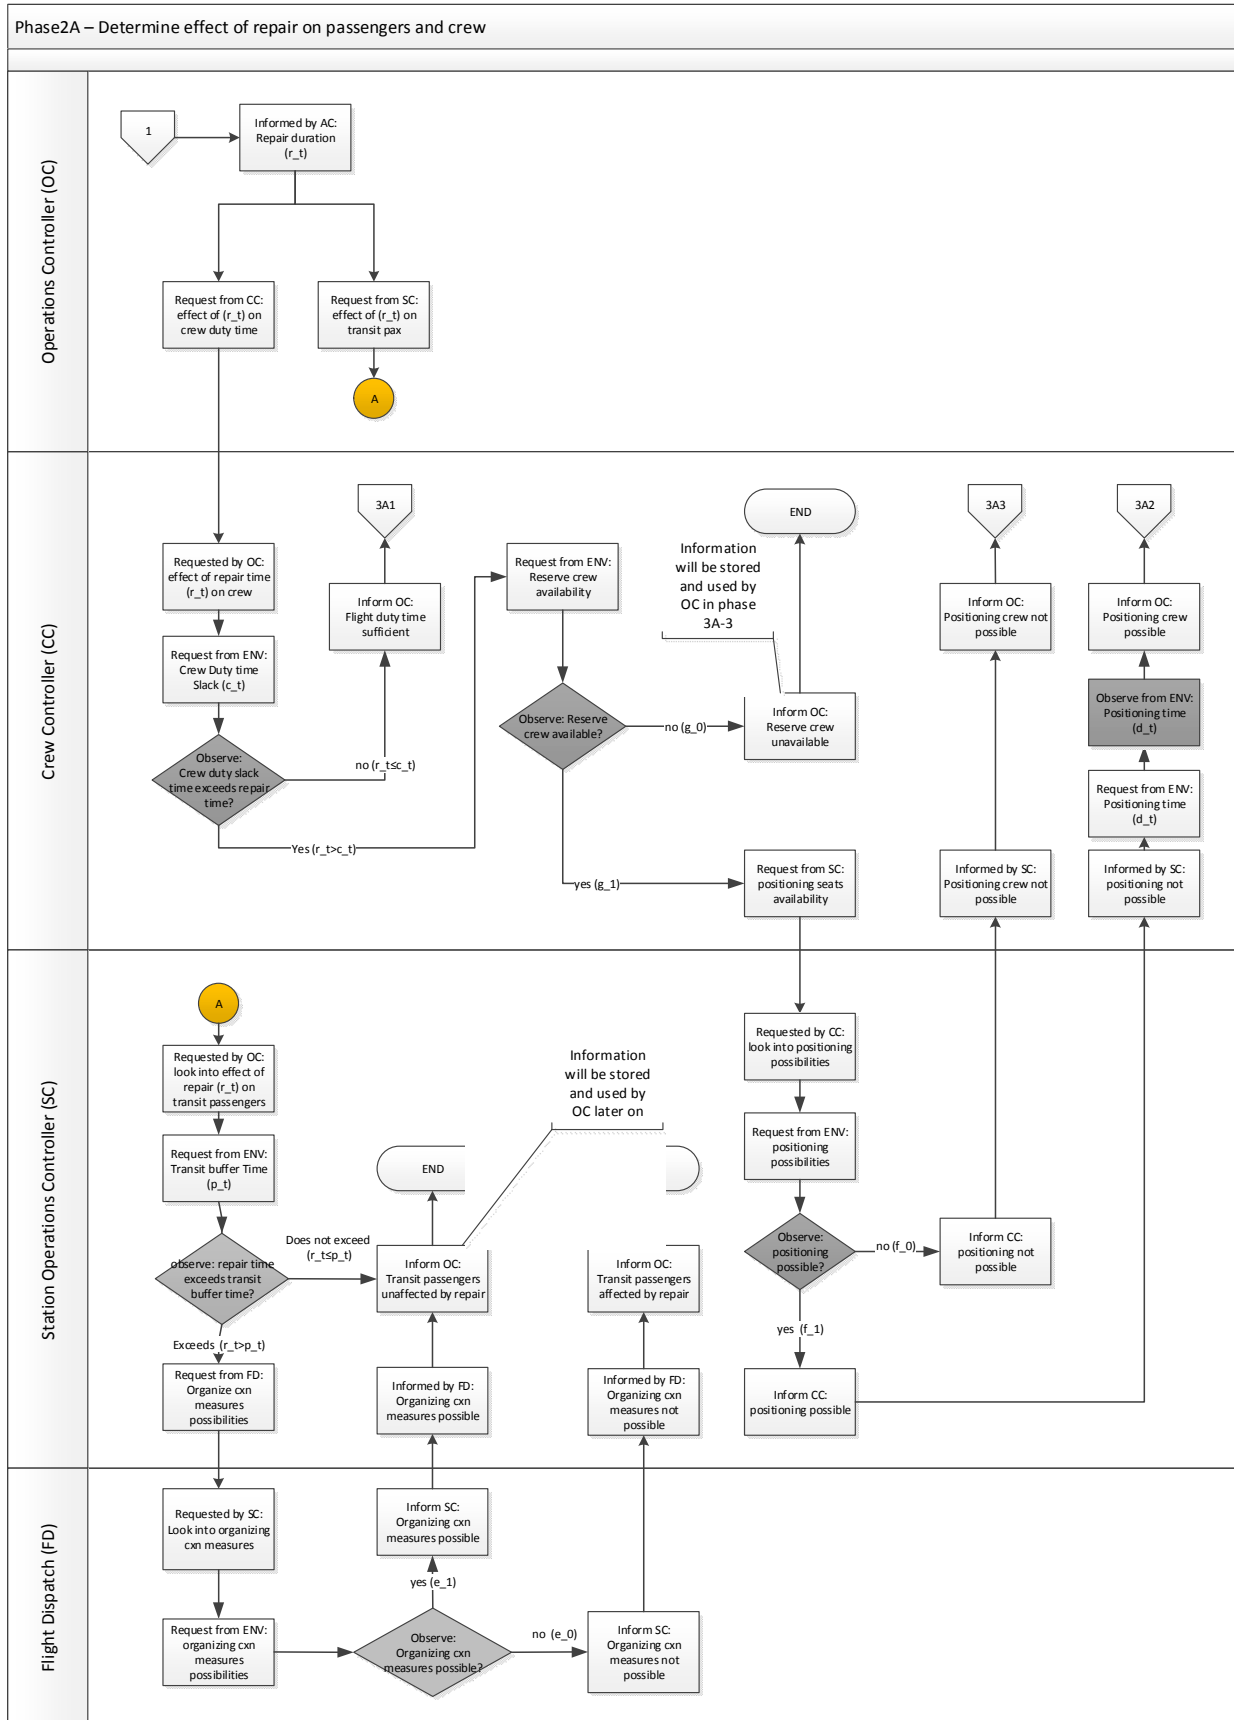 Phase2A – Determine effect of repair on passengers and crew
Operations Controller (OC)
1
Informed by AC:
Repair duration
(r_t)
Request from CC:
effect of (r_t) on
crew duty time
Request from SC:
effect of (r_t) on
transit pax
A
Crew Controller (CC)
3A1
END
3A3
3A2
Requested by OC:
effect of repair time
(r_t) on crew
Inform OC:
Flight duty time
sufficient
Request from ENV:
Reserve crew
availability
Information
will be stored
and used by
OC in phase
3A-3
Inform OC:
Positioning crew not
possible
Inform OC:
Positioning crew
possible
Request from ENV:
Crew Duty time
Slack (c_t)
Observe: Reserve
crew available?
no (g_0)
Inform OC:
Reserve crew
unavailable
Observe from ENV:
Positioning time
(d_t)
Observe:
Crew duty slack
time exceeds repair
time?
no (r_t≤c_t)
Request from ENV:
Positioning time
(d_t)
Yes (r_t>c_t)
yes (g_1)
Request from SC:
positioning seats
availability
Informed by SC:
Positioning crew not
possible
Informed by SC:
positioning not
possible
Station Operations Controller (SC)
A
Requested by OC:
look into effect of
repair (r_t) on
transit passengers
Information
will be stored
and used by
OC later on
Requested by CC:
look into positioning
possibilities
Request from ENV:
Transit buffer Time
(p_t)
END
Request from ENV:
positioning
possibilities
observe: repair time
exceeds transit
buffer time?
Does not exceed
(r_t≤p_t)
Inform OC:
Transit passengers
unaffected by repair
Inform OC:
Transit passengers
affected by repair
Observe:
positioning
possible?
no (f_0)
Inform CC:
positioning not
possible
Exceeds (r_t>p_t)
yes (f_1)
Request from FD:
Organize cxn
measures
possibilities
Informed by FD:
Organizing cxn
measures possible
Informed by FD:
Organizing cxn
measures not
possible
Inform CC:
positioning possible
Flight Dispatch (FD)
Requested by SC:
Look into organizing
cxn measures
Inform SC:
Organizing cxn
measures possible
yes (e_1)
Request from ENV:
organizing cxn
measures
possibilities
Observe:
Organizing cxn
measures possible?
no (e_0)
Inform SC:
Organizing cxn
measures not
possible